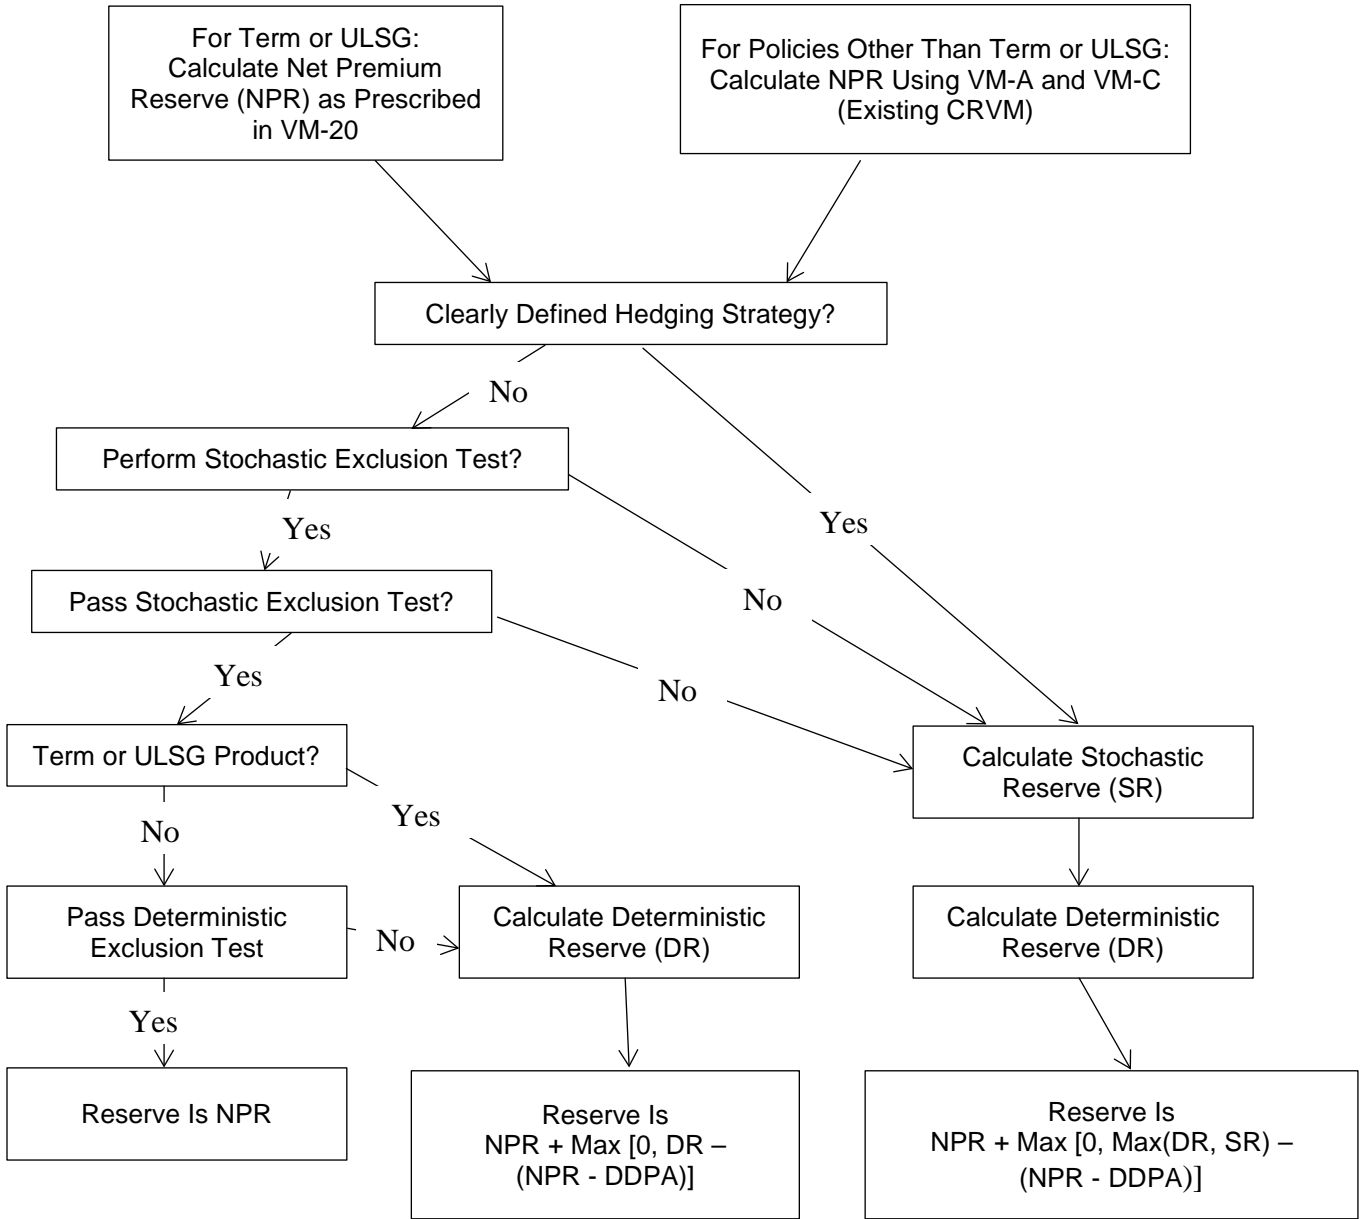 For Term or ULSG:
Calculate Net Premium
Reserve (NPR) as Prescribed
in VM-20
For Policies Other Than Term or ULSG:
Calculate NPR Using VM-A and VM-C
(Existing CRVM)
Clearly Defined Hedging Strategy?
No
Perform Stochastic Exclusion Test?
Yes
Yes
Pass Stochastic Exclusion Test?
No
Yes
No
Term or ULSG Product?
Calculate Stochastic
Reserve (SR)
Yes
No
Pass Deterministic
Exclusion Test
No
Calculate Deterministic
Reserve (DR)
Calculate Deterministic
Reserve (DR)
Yes
Reserve Is NPR
Reserve Is
NPR + Max [0, DR –
(NPR - DDPA)]
Reserve Is
NPR + Max [0, Max(DR, SR) –
(NPR - DDPA)]